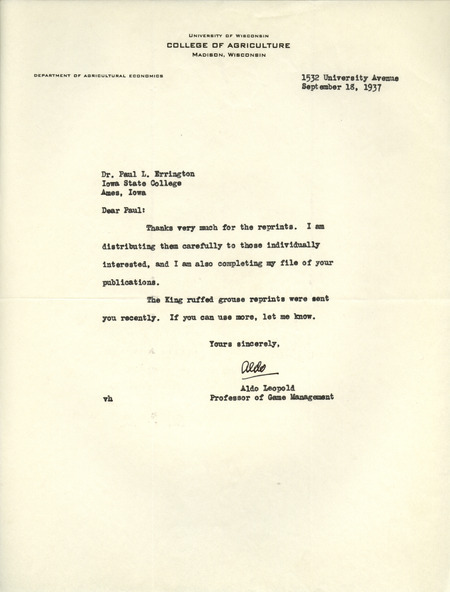 UNIVERSITY OF WISCONSIN
COLLEGE OF AGRICULTURE
MADISON, WISCONSIN
DEPARTMENT OF AGRICULTURAL ECONOMICS
1532 University Avenue
September 18, 1937
Dr. Paul L. Errington
Iowa State College
Ames, Iowa
Dear Paul:
Thanks very much for the reprints. I am
distributing them carefully to those individually
interested, and I am also completing my file of your
publications.
The King ruffed grouse reprints were sent
you recently. If you can use more, let me know.
Yours sincerely,
Aldo
Aldo Leopold
vh
Professor of Game Management